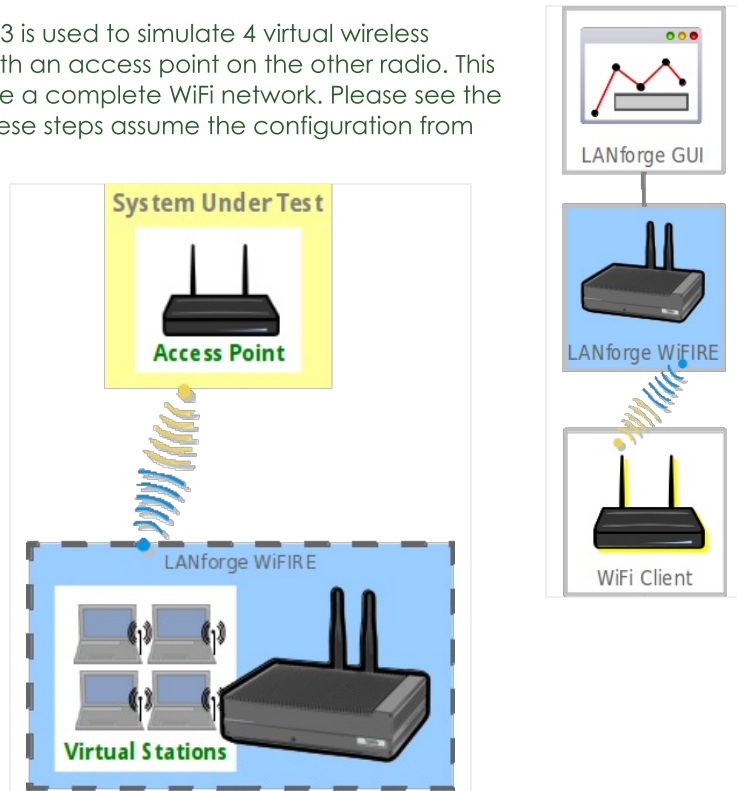 3 is used to simulate 4 virtual wireless
th an access point on the other radio. This
e a complete WiFi network. Please see the
ese steps assume the configuration from
System Under Test
Access Point
LANforge WiFIRE
Virtual Stations
LANforge GUI
LANforge WiFIRE
WiFi Client